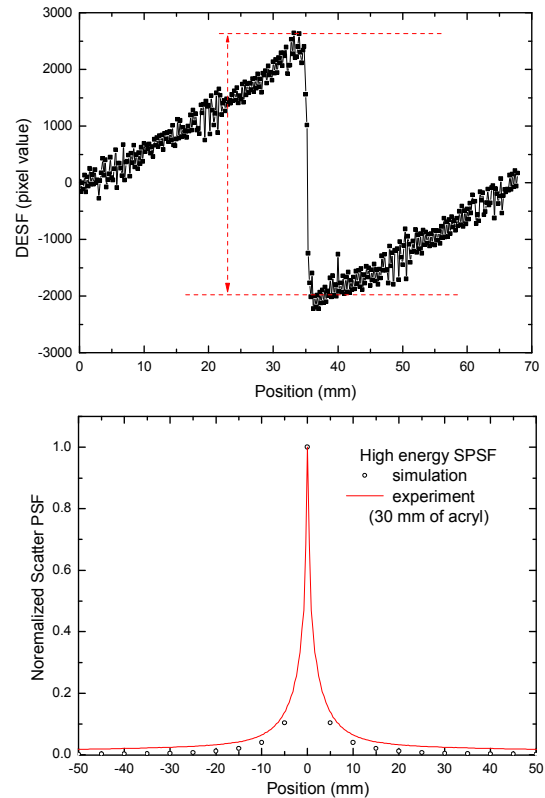 3000
2000
1000
0
-1000
-2000
-3000
DESF (pixel value)
0 10 20 30 40 50 60 70
Position (mm)
1.0
0.8
0.6
0.4
0.2
0.0
Noremalized Scatter PSF
High energy SPSF
simulation
experiment
(30 mm of acryl)
-50 -40 -30 -20 -10 0 10 20 30 40 50
Position (mm)